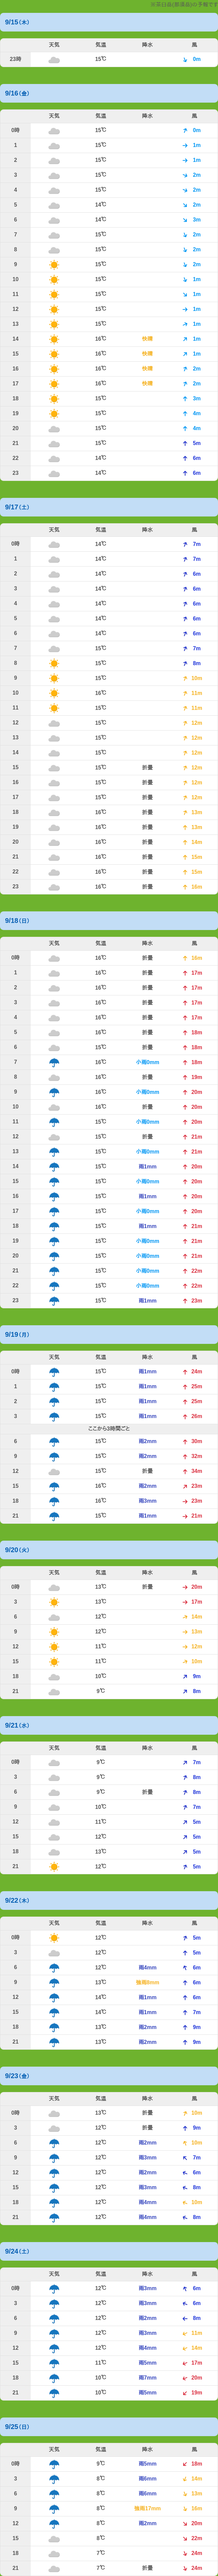 9/15(木)
天気 気温 降水 風
23時 15℃ 0m
9/16(金)
天気 気温 降水 風
0時 15℃ 0m
1 15℃ 1m
2 15℃ 1m
3 15℃ 2m
4 15℃ 2m
5 14℃ 2m
6 14℃ 3m
7 14℃ 2m
8 15℃ 2m
9 15℃ 2m
10 15℃ 1m
11 15℃ 1m
12 15℃ 1m
13 15℃ 1m
14 16℃ 快晴 1m
15 16℃ 快晴 1m
16 16℃ 快晴 2m
17 16℃ 快晴 2m
18 15℃ 3m
19 15℃ 4m
20 15℃ 4m
21 15℃ 5m
22 14℃ 6m
23 14℃ 6m
9/17(土)
天気 気温 降水 風
0時 14℃ 7m
1 14℃ 7m
2 14℃ 6m
3 14℃ 6m
4 14℃ 6m
5 14℃ 6m
6 14℃ 6m
7 15℃ 7m
8 15℃ 8m
9 15℃ 10m
10 16℃ 11m
11 15℃ 11m
12 15℃ 12m
13 15℃ 12m
14 15℃ 12m
15 15℃ 折曇 12m
16 15℃ 折曇 12m
17 15℃ 折曇 12m
18 16℃ 折曇 13m
19 16℃ 折曇 13m
20 16℃ 折曇 14m
21 16℃ 折曇 15m
22 16℃ 折曇 15m
23 16℃ 折曇 16m
9/18(日)
天気 気温 降水 風
0時 16℃ 折曇 16m
1 16℃ 折曇 17m
2 16℃ 折曇 17m
3 16℃ 折曇 17m
4 16℃ 折曇 17m
5 16℃ 折曇 18m
6 15℃ 折曇 18m
7 16℃ 小雨0mm 18m
8 16℃ 折曇 19m
9 16℃ 小雨0mm 20m
10 16℃ 折曇 20m
11 15℃ 小雨0mm 20m
12 15℃ 折曇 21m
13 15℃ 小雨0mm 21m
14 15℃ 雨1mm 20m
15 15℃ 小雨0mm 20m
16 15℃ 雨1mm 20m
17 15℃ 小雨0mm 20m
18 15℃ 雨1mm 21m
19 15℃ 小雨0mm 21m
20 15℃ 小雨0mm 21m
21 15℃ 小雨0mm 22m
22 15℃ 小雨0mm 22m
23 15℃ 雨1mm 23m
9/19(月)
天気 気温 降水 風
0時 15℃ 雨1mm 24m
1 15℃ 雨1mm 25m
2 15℃ 雨1mm 25m
3 15℃ 雨1mm 26m
ここから3時間ごと
6 15℃ 雨2mm 30m
9 15℃ 雨2mm 32m
12 15℃ 折曇 34m
15 16℃ 雨2mm 23m
18 16℃ 雨3mm 23m
21 15℃ 雨1mm 21m
9/20(火)
天気 気温 降水 風
0時 13℃ 折曇 20m
3 13℃ 17m
6 12℃ 14m
9 12℃ 13m
12 11℃ 12m
15 11℃ 10m
18 10℃ 9m
21 9℃ 8m
9/21(水)
天気 気温 降水 風
0時 9℃ 7m
3 9℃ 8m
6 9℃ 折曇 8m
9 10℃ 7m
12 11℃ 5m
15 12℃ 5m
18 13℃ 5m
21 12℃ 5m
9/22(木)
天気 気温 降水 風
0時 12℃ 5m
3 12℃ 5m
6 12℃ 雨4mm 6m
9 13℃ 強雨8mm 6m
12 14℃ 雨1mm 6m
15 14℃ 雨1mm 7m
18 13℃ 雨2mm 9m
21 13℃ 雨2mm 9m
9/23(金)
天気 気温 降水 風
0時 13℃ 折曇 10m
3 12℃ 折曇 9m
6 12℃ 雨2mm 10m
9 12℃ 雨3mm 7m
12 12℃ 雨2mm 6m
15 12℃ 雨3mm 8m
18 12℃ 雨4mm 10m
21 12℃ 雨4mm 8m
9/24(土)
天気 気温 降水 風
0時 12℃ 雨3mm 6m
3 12℃ 雨3mm 6m
6 12℃ 雨2mm 8m
9 12℃ 雨3mm 11m
12 12℃ 雨4mm 14m
15 11℃ 雨5mm 17m
18 10℃ 雨7mm 20m
21 10℃ 雨5mm 19m
9/25(日)
天気 気温 降水 風
0時 9℃ 雨5mm 18m
3 8℃ 雨6mm 14m
6 8℃ 雨6mm 13m
9 8℃ 強雨17mm 16m
12 8℃ 雨2mm 20m
15 8℃ 22m
18 7℃ 24m
21 7℃ 折曇 24m